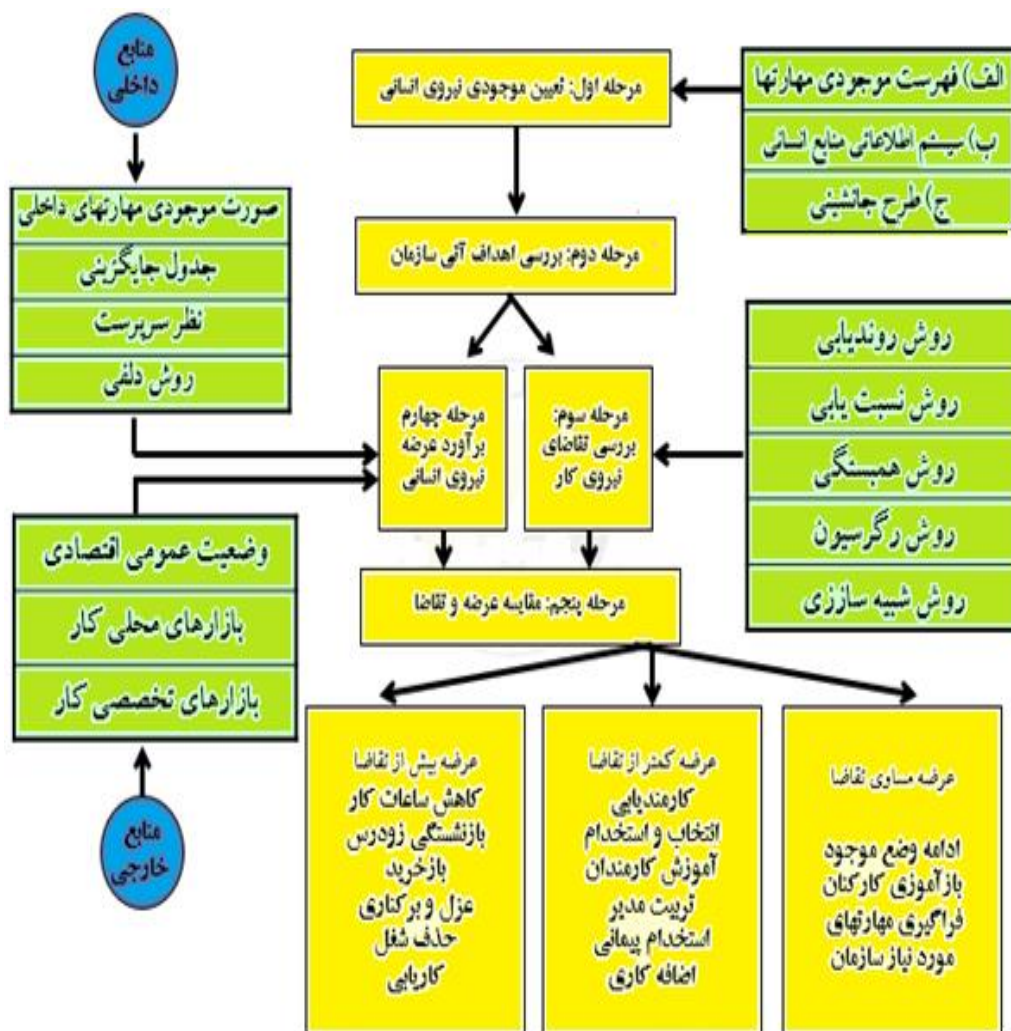 منابع
داخلی
صورت موجودی مهارتهای داخلی
جدول جایگزینی
نظر سرپرست
روش دلفی
وضعیت عمومی اقتصادی
بازارهای محلی کار
بازارهای تخصصی کار
منابع
خارجی
مرحله اول: تعیین موجودی نیروی انسانی
الف) فهرست موجودی مهارتها
ب) سیستم اطلاعاتی منابع انسانی
ج) طرح جانشینی
مرحله دوم: بررسی اهداف آتی سازمان
مرحله سوم:
بررسی تقاضای
نیروی کار
روش روندیابی
روش نسبت یابی
روش همبستگی
روش رگرسیون
روش شبیه ساززی
مرحله چهارم
برآورد عرضه
نیروی انسانی
مرحله پنجم: مقایسه عرضه و تقاضا
عرضه مساوی تقاضا
ادامه وضع موجود
بازآموزی کارکنان
فراگیری مهارتهای
مورد نیاز سازمان
عرضه کمتر از تقاضا
کارمندیابی
انتخاب و استخدام
آموزش کارمندان
تربیت مدیر
استخدام پیمانی
اضافه کاری
عرضه بیش از تقاضا
کاهش ساعات کار
بازنشستگی زودرس
بازخرید
عزل و برکناری
حذف شغل
کاریابی